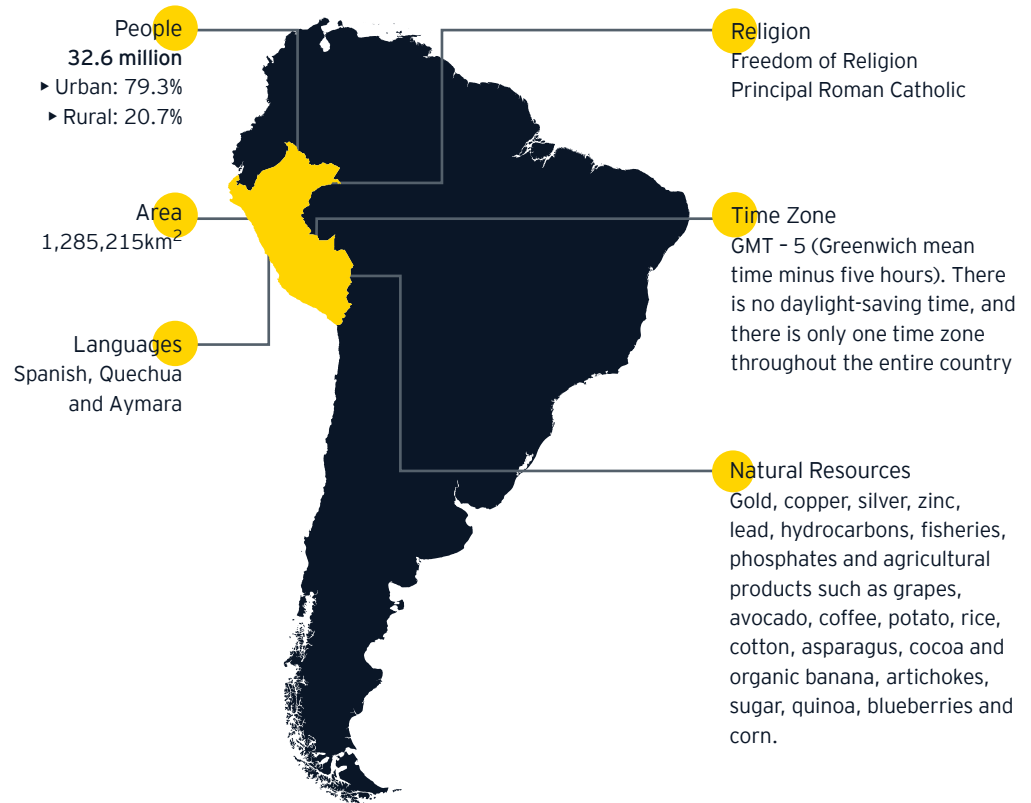 People
32.6 million
▸ Urban: 79.3%
▸ Rural: 20.7%
Area
1,285,215km²
Languages
Spanish, Quechua
and Aymara
Religion
Freedom of Religion
Principal Roman Catholic
Time Zone
GMT – 5 (Greenwich mean
time minus five hours). There
is no daylight-saving time, and
there is only one time zone
throughout the entire country
Natural Resources
Gold, copper, silver, zinc,
lead, hydrocarbons, fisheries,
phosphates and agricultural
products such as grapes,
avocado, coffee, potato, rice,
cotton, asparagus, cocoa and
organic banana, artichokes,
sugar, quinoa, blueberries and
corn.